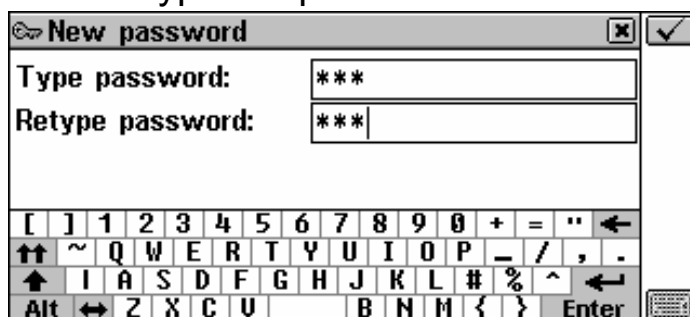 New password
Type password: ***
Retype password: ***
[ ] 1 2 3 4 5 6 7 8 9 0 + = "
~ Q W E R T Y U I O P _ / , .
| A S D F G H J K L # % ^
Alt Z X C V B N M { } Enter